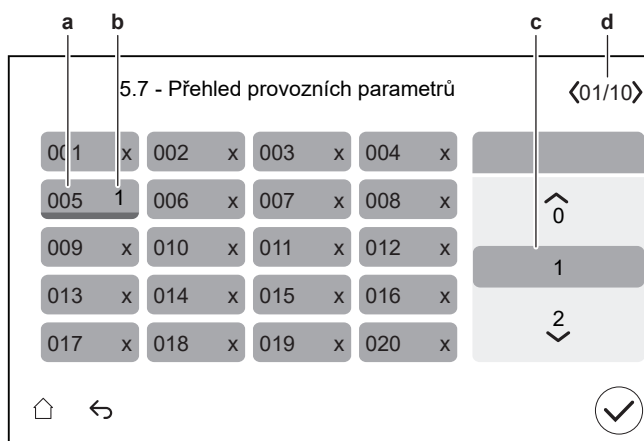 a b c d
5.7 - Přehled provozních parametrů 01/10
001 x 002 x 003 x 004 x
005 1 006 x 007 x 008 x
0
009 x 010 x 011 x 012 x
1
013 x 014 x 015 x 016 x
2
017 x 018 x 019 x 020 x